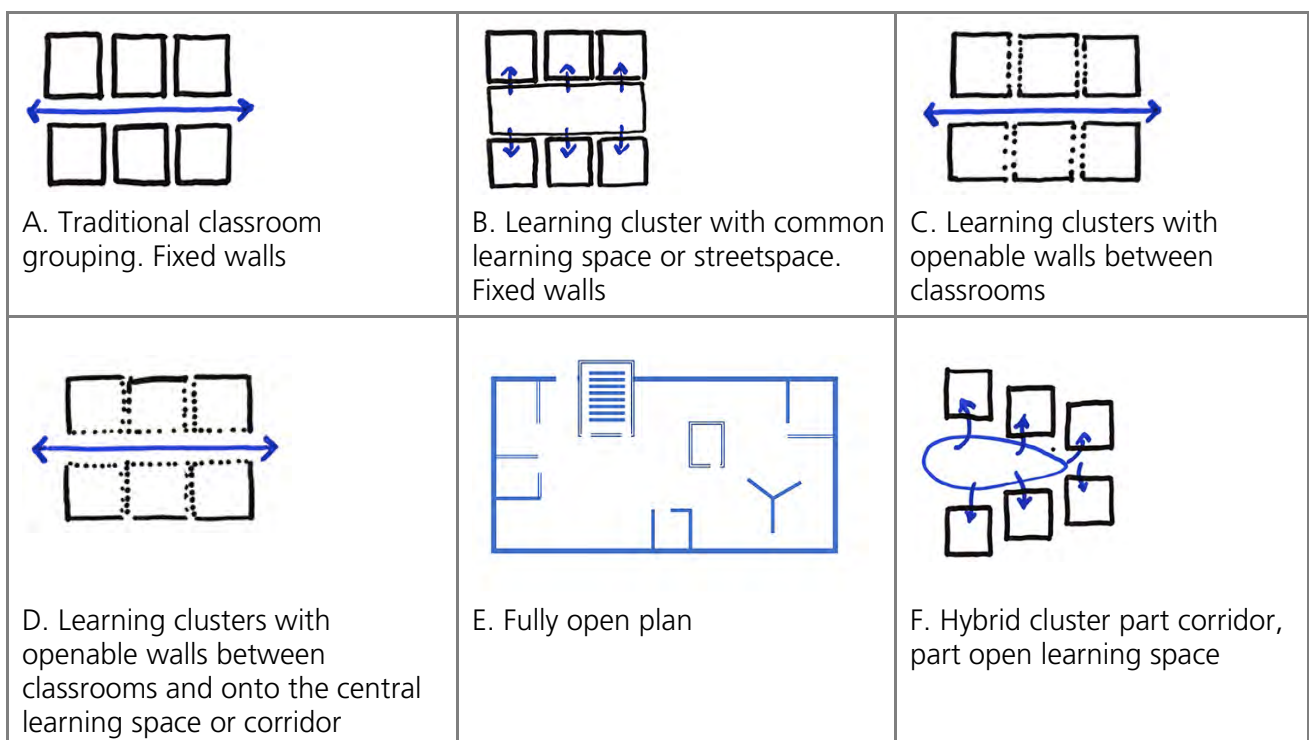 A. Traditional classroom
grouping. Fixed walls
B. Learning cluster with common
learning space or streetspace.
Fixed walls
C. Learning clusters with
openable walls between
classrooms
D. Learning clusters with
openable walls between
classrooms and onto the central
learning space or corridor
E. Fully open plan
F. Hybrid cluster part corridor,
part open learning space